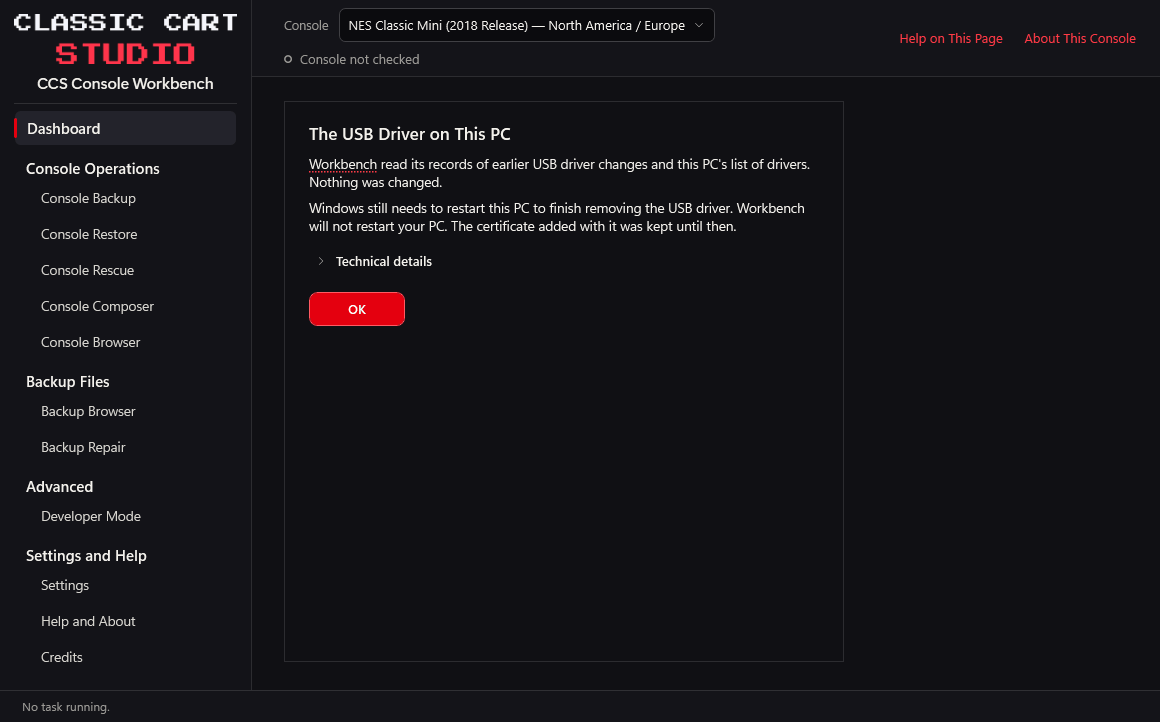 CLASSIC CART
STUDIO
CCS Console Workbench
Dashboard
Console Operations
Console Backup
Console Restore
Console Rescue
Console Composer
Console Browser
Backup Files
Backup Browser
Backup Repair
Advanced
Developer Mode
Settings and Help
Settings
Help and About
Credits
Console
NES Classic Mini (2018 Release) — North America / Europe
Console not checked
Help on This Page
About This Console
The USB Driver on This PC
Workbench read its records of earlier USB driver changes and this PC's list of drivers.
Nothing was changed.
Windows still needs to restart this PC to finish removing the USB driver. Workbench
will not restart your PC. The certificate added with it was kept until then.
Technical details
OK
No task running.